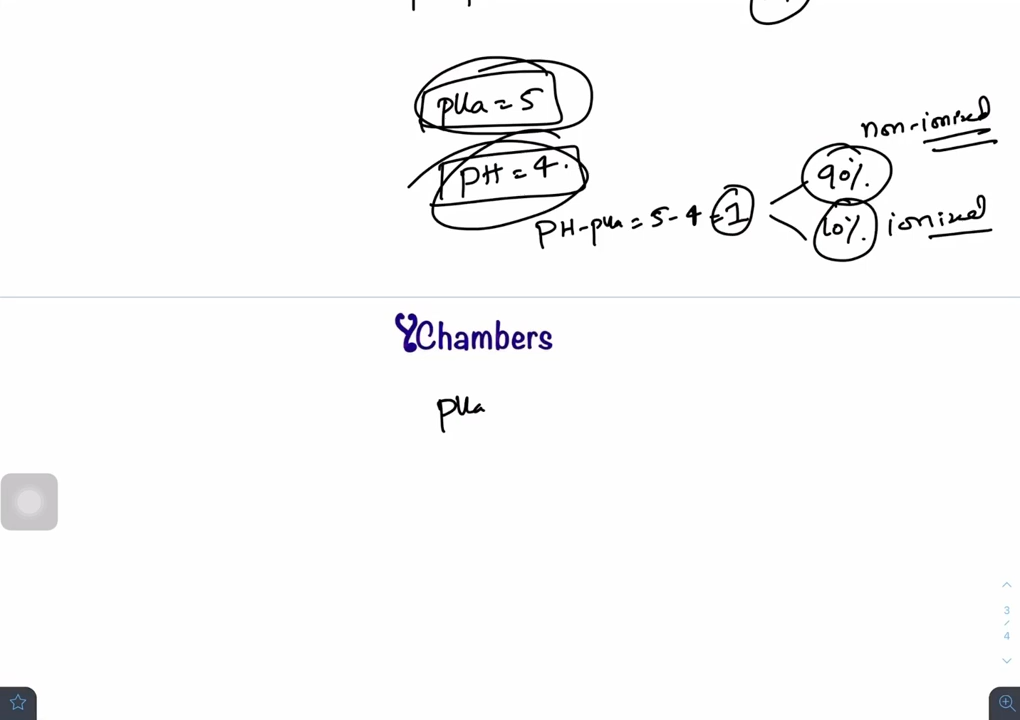 pKa = 5
non-ionized
PH = 4.
90%.
PH-pKa = 5-4 = 1
10%. ionized
Chambers
pKa
3
/
4